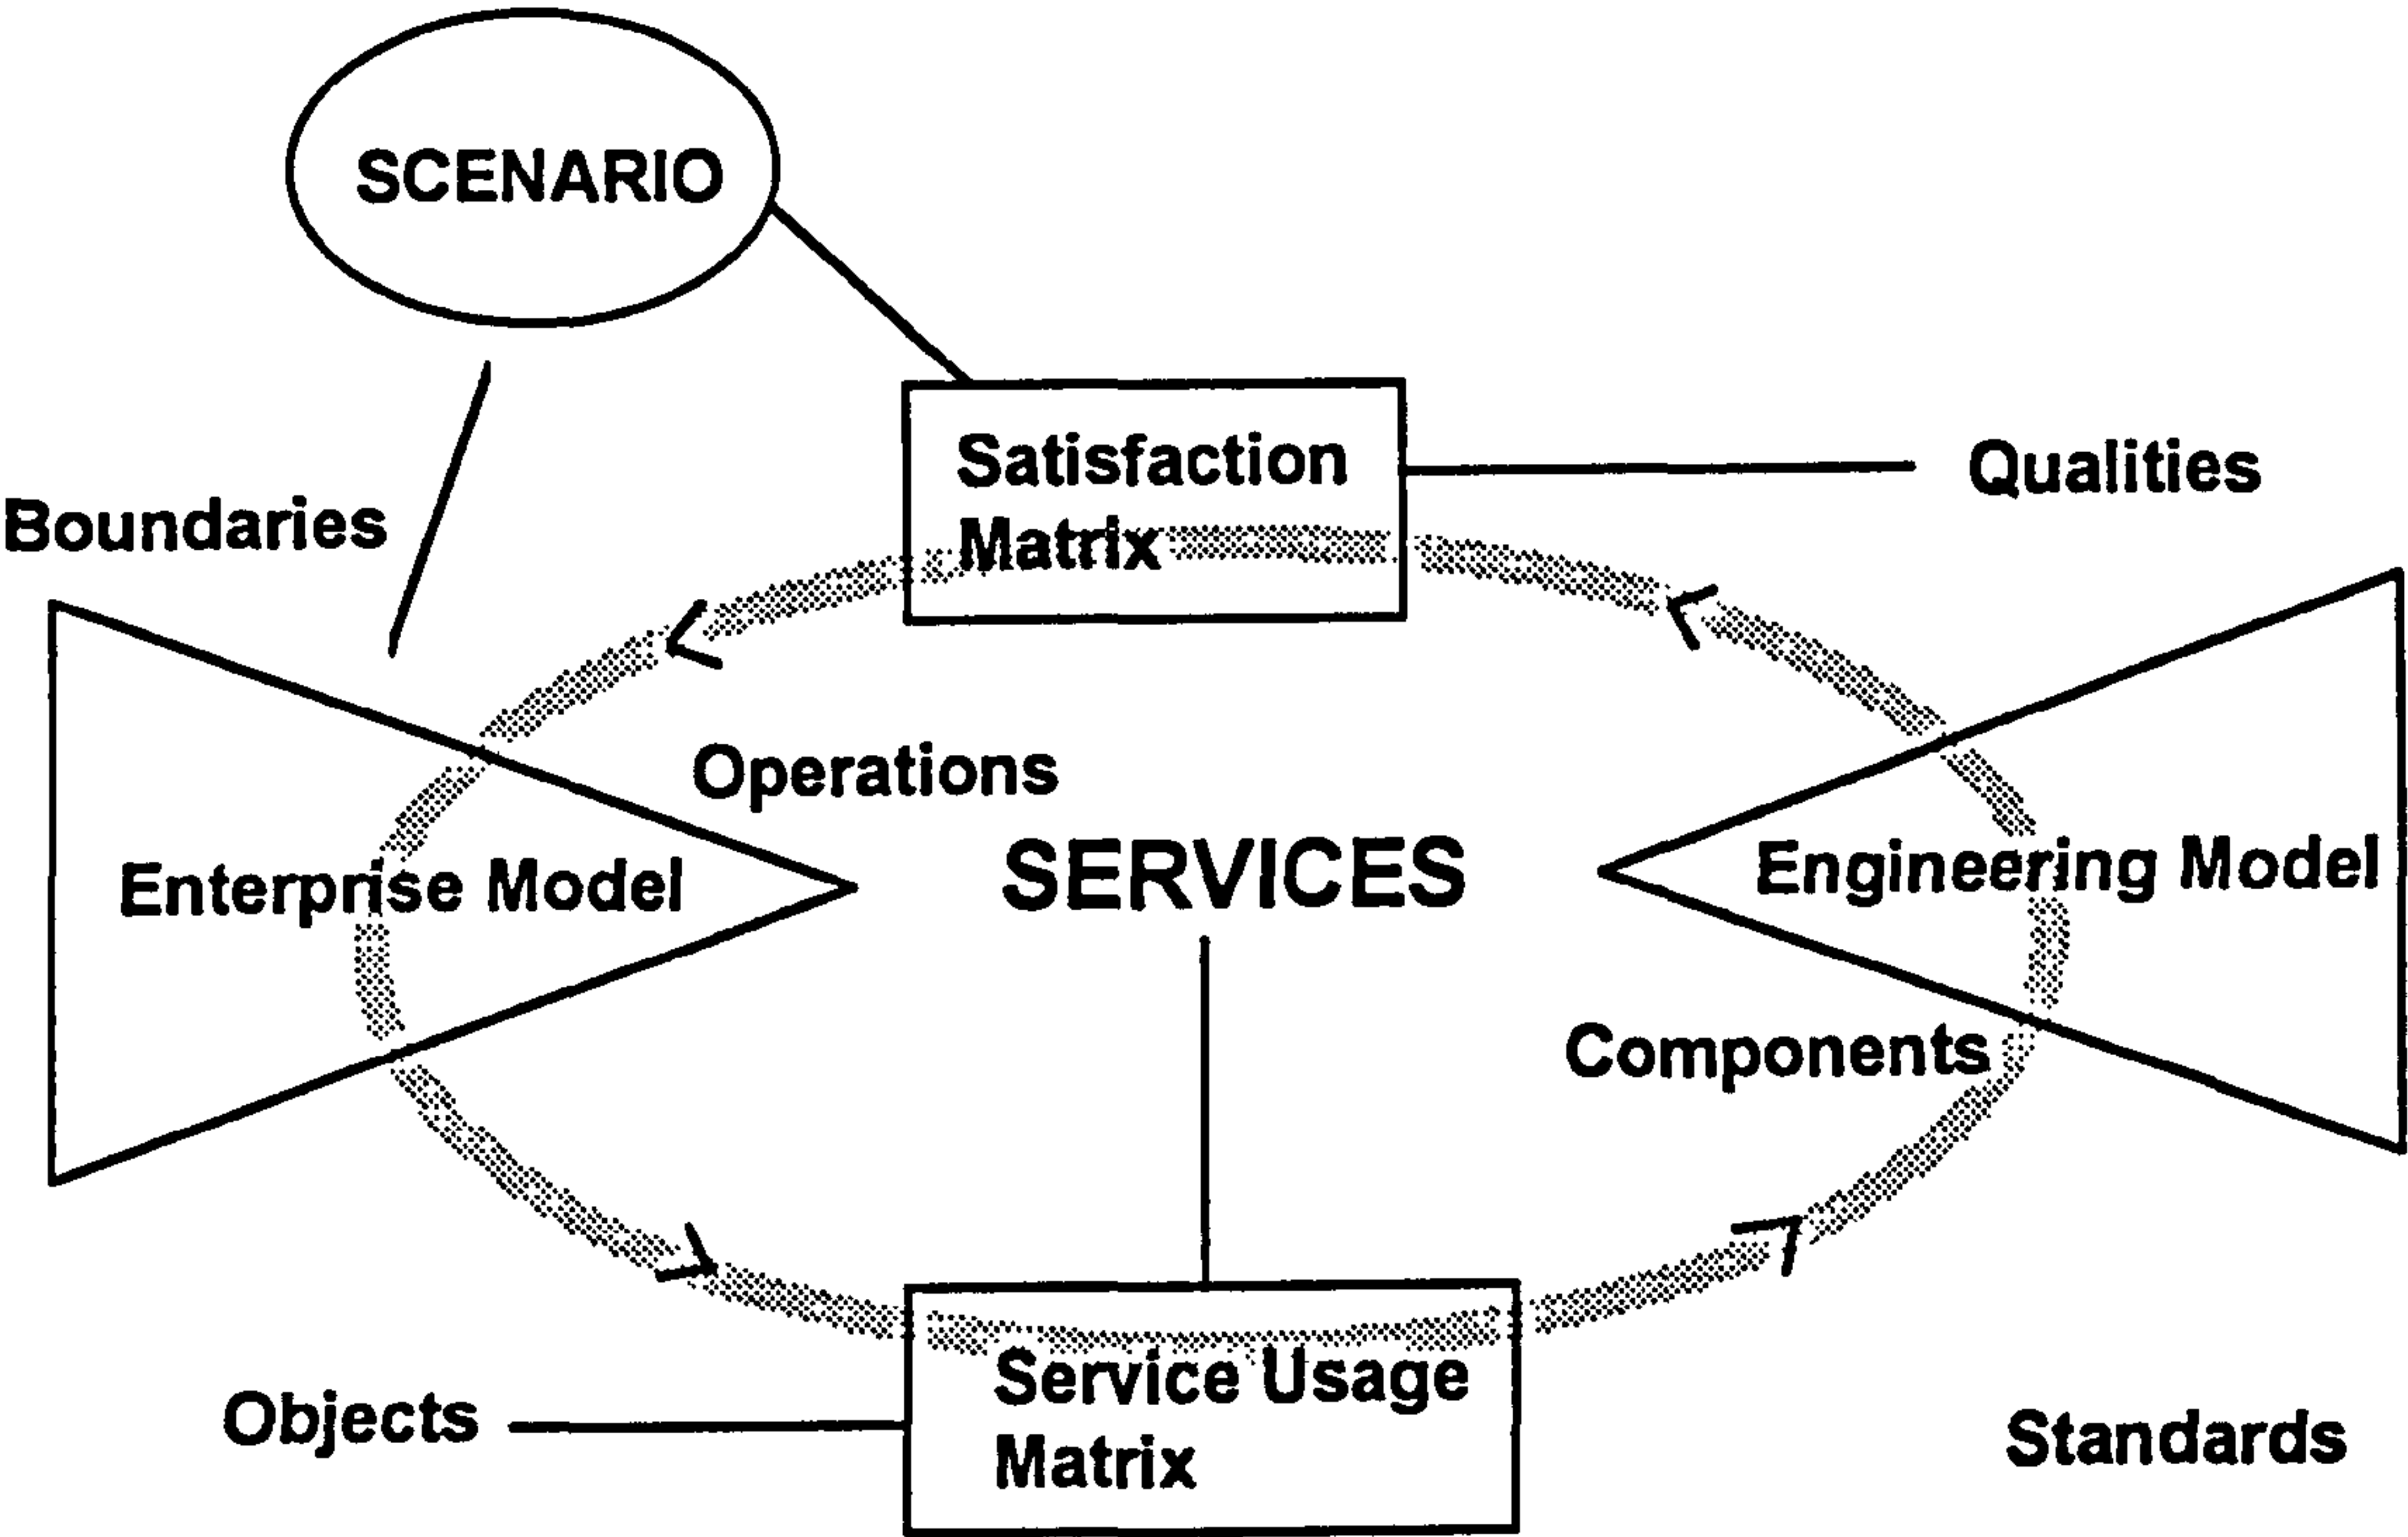 SCENARIO
Satisfaction
Matrix
Qualities
Boundaries
Operations
SERVICES
Enterprise Model
Engineering Model
Components
Service Usage
Matrix
Objects
Standards